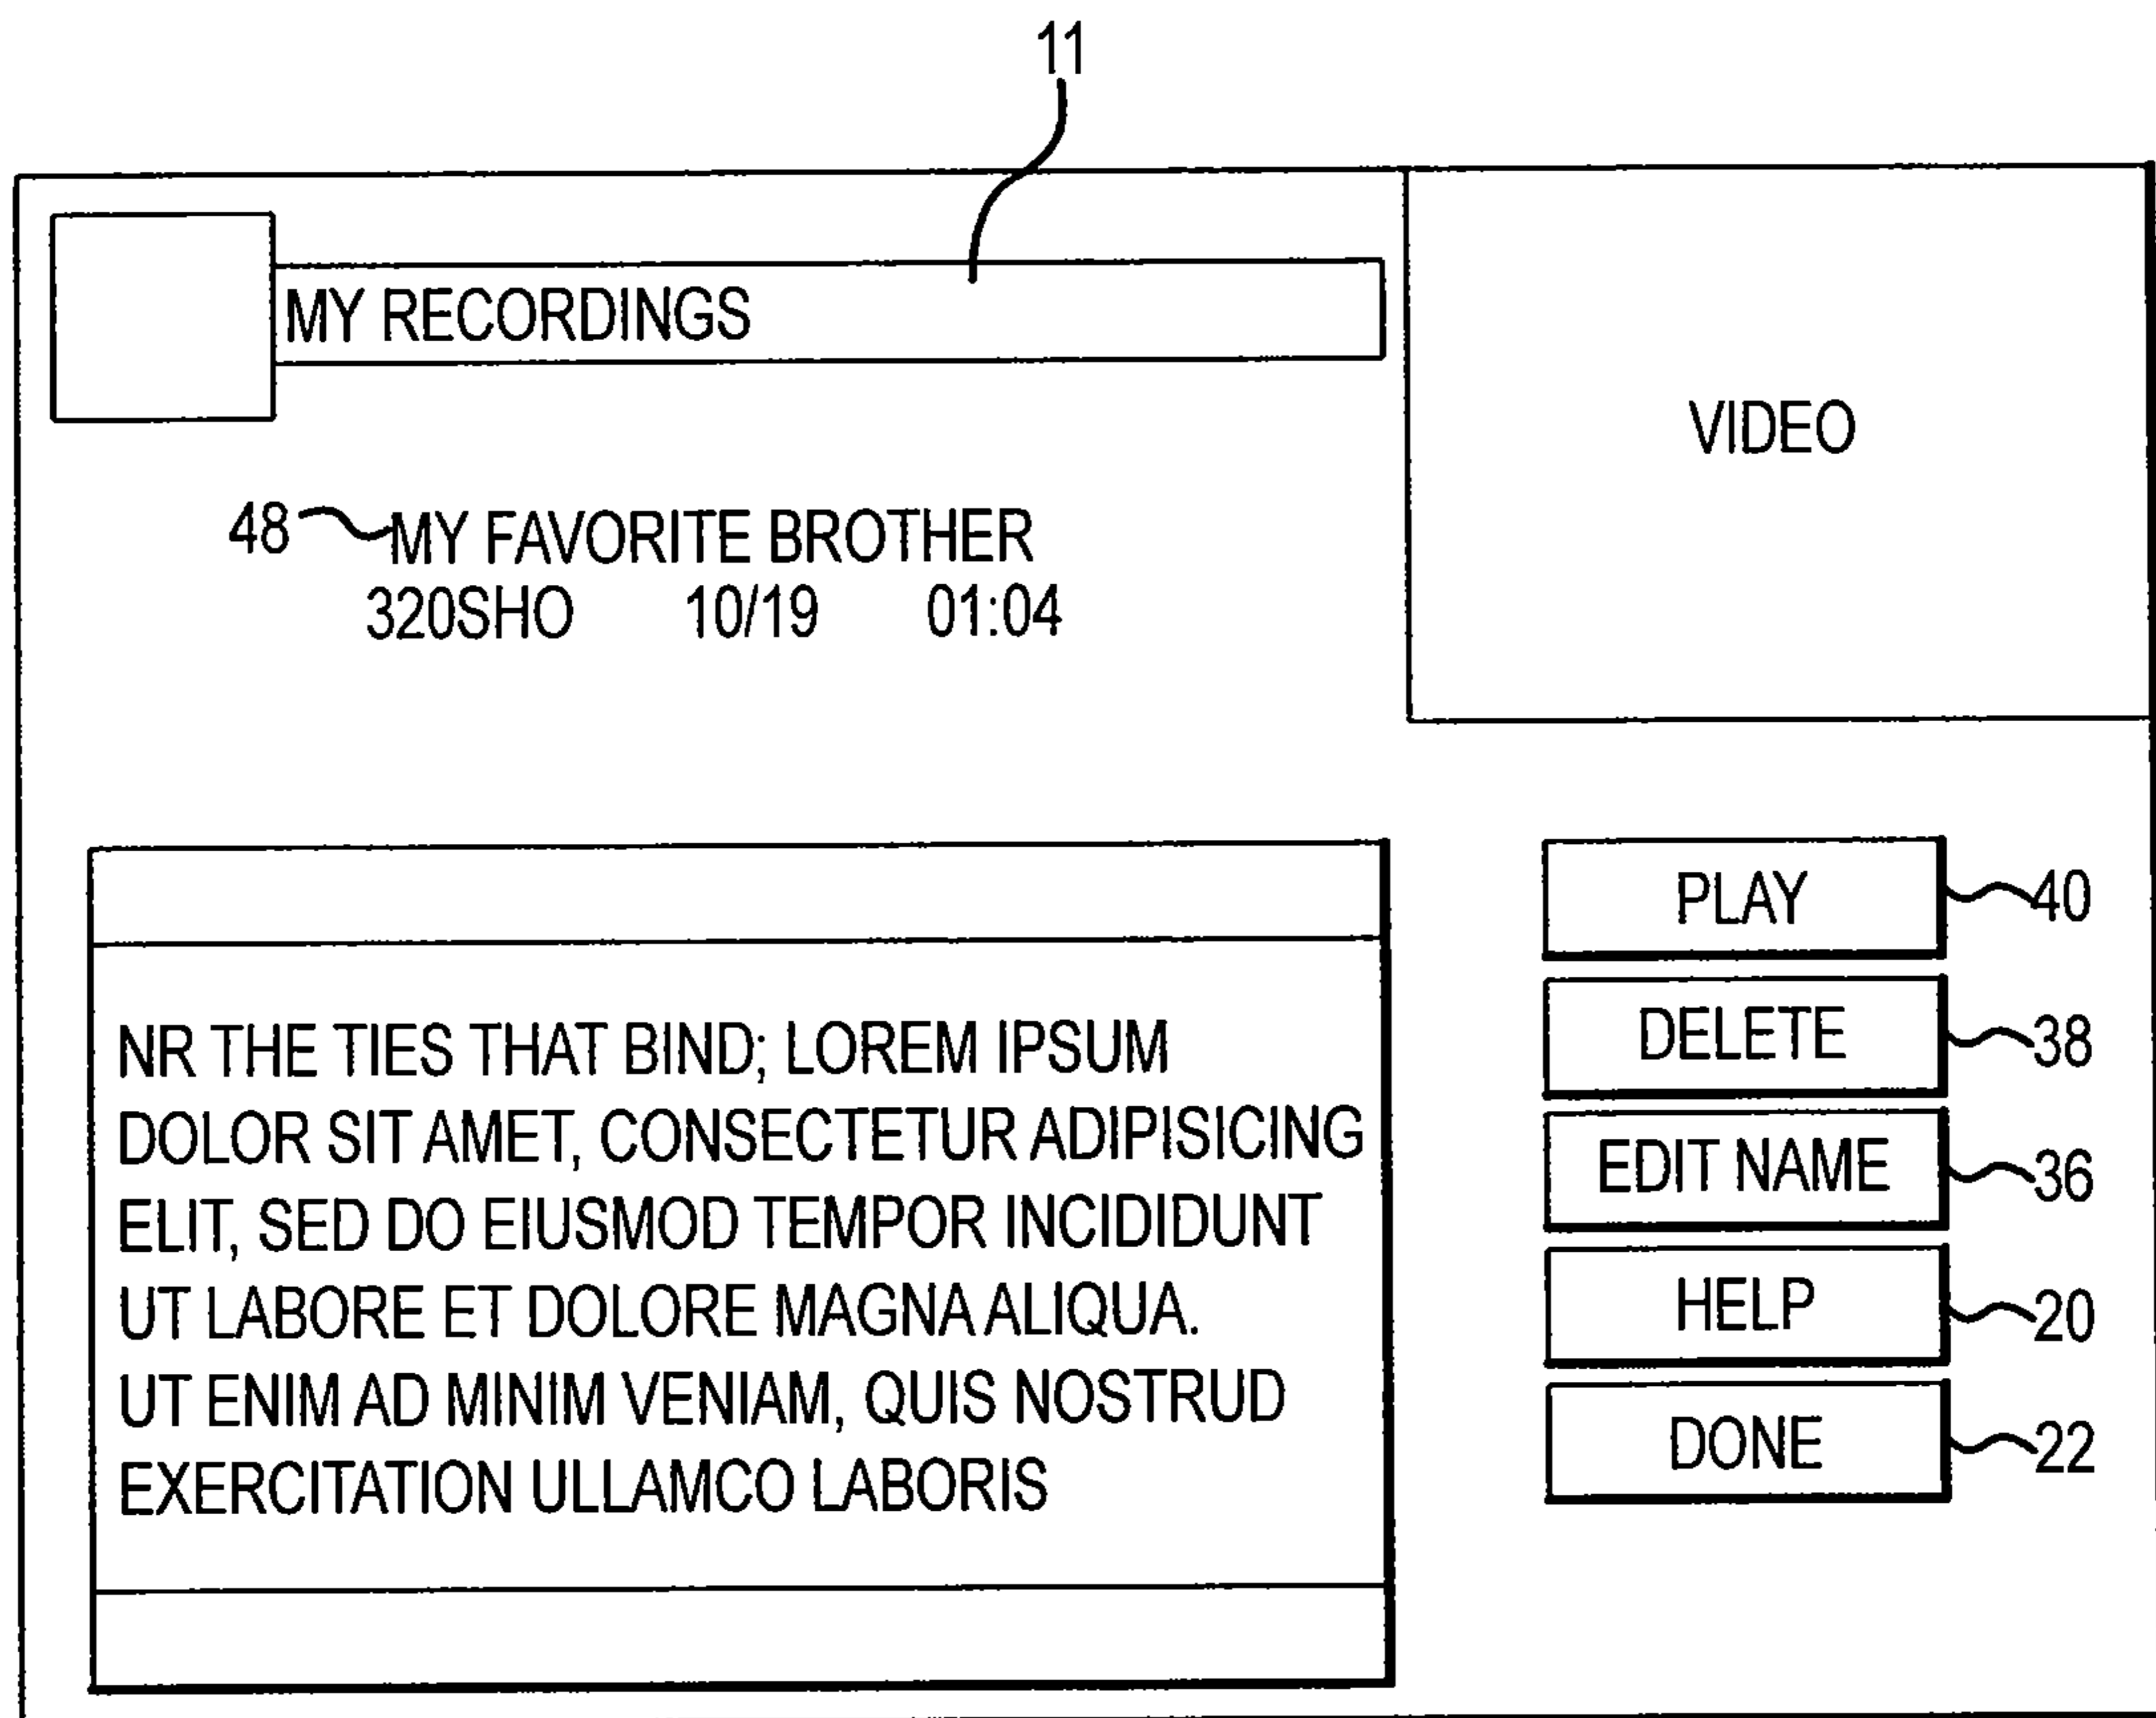 11
MY RECORDINGS
VIDEO
48 MY FAVORITE BROTHER
320SHO 10/19 01:04
NR THE TIES THAT BIND; LOREM IPSUM
DOLOR SIT AMET, CONSECTETUR ADIPISICING
ELIT, SED DO EIUSMOD TEMPOR INCIDIDUNT
UT LABORE ET DOLORE MAGNA ALIQUA.
UT ENIM AD MINIM VENIAM, QUIS NOSTRUD
EXERCITATION ULLAMCO LABORIS
PLAY 40
DELETE 38
EDIT NAME 36
HELP 20
DONE 22